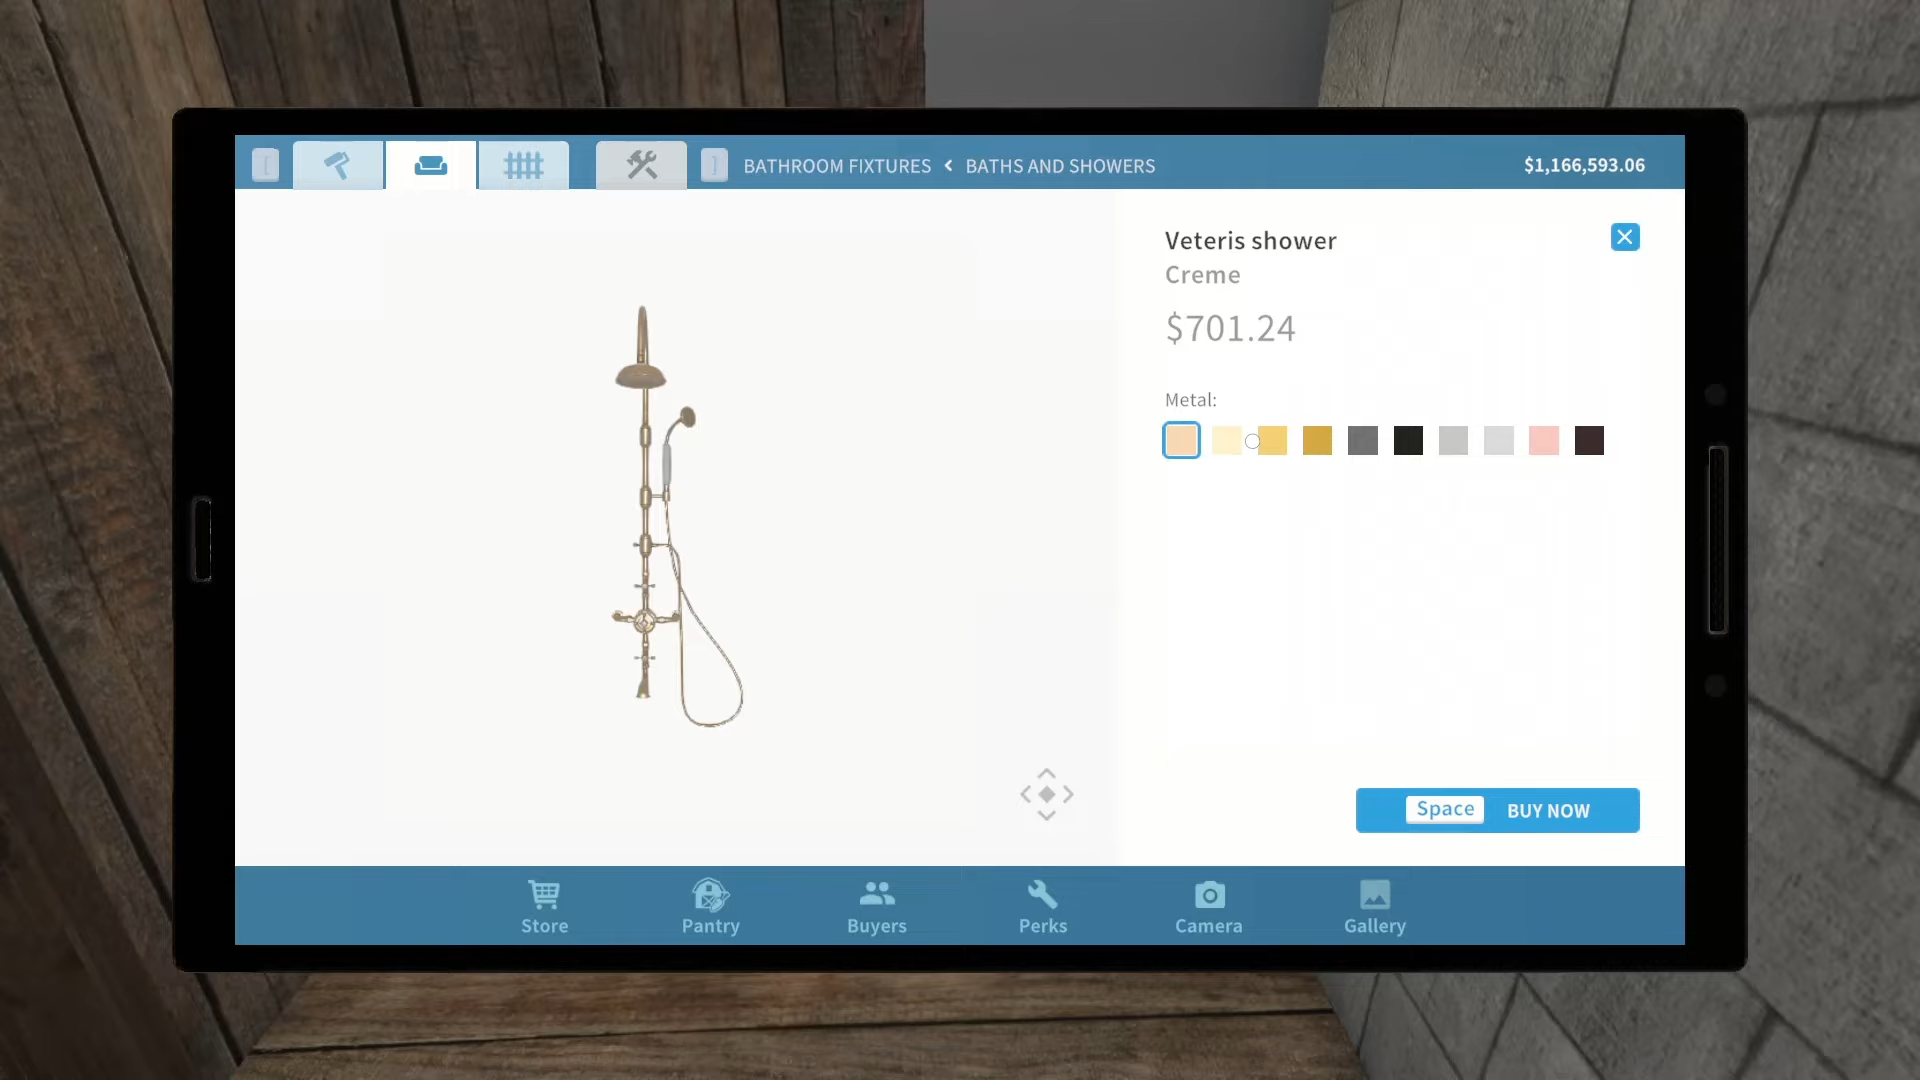 [
]
BATHROOM FIXTURES < BATHS AND SHOWERS
$1,166,593.06
Veteris shower
Creme
$701.24
Metal:
Space BUY NOW
Store Pantry Buyers Perks Camera Gallery